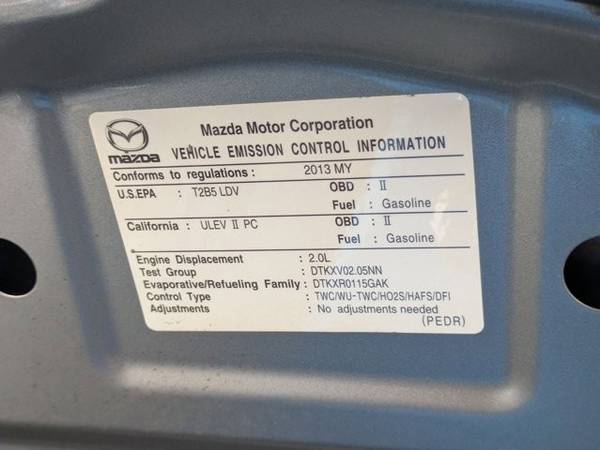 mazda
Mazda Motor Corporation
VEHICLE EMISSION CONTROL INFORMATION
Conforms to regulations : 2013 MY
U.S.EPA : T2B5 LDV OBD : II
Fuel : Gasoline
California : ULEV II PC OBD : II
Fuel : Gasoline
Engine Displacement : 2.0L
Test Group : DTKXV02.05NN
Evaporative/Refueling Family : DTKXR0115GAK
Control Type : TWC/WU-TWC/HO2S/HAFS/DFI
Adjustments : No adjustments needed
(PEDR)